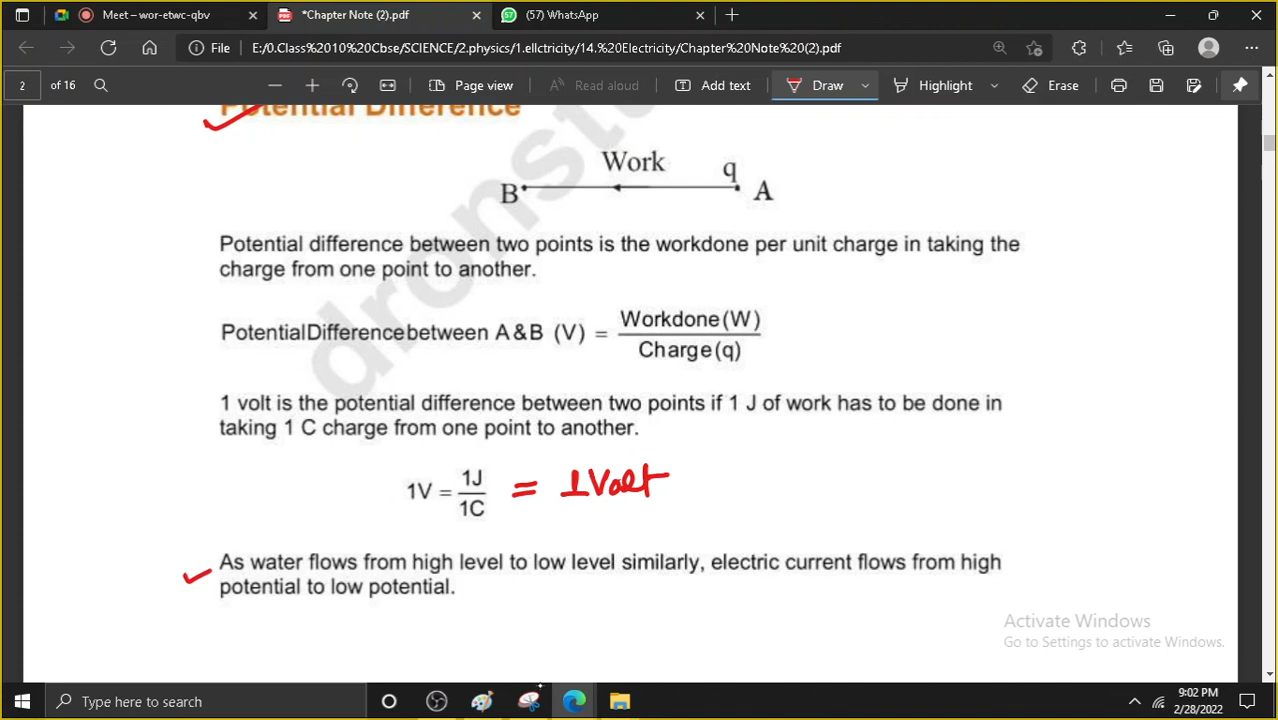 Meet – wor-etwc-qbv
*Chapter Note (2).pdf
(57) WhatsApp
File
E:/0.Class%2010%20Cbse/SCIENCE/2.physics/1.ellctricity/14.%20Electricity/Chapter%20Note%20(2).pdf
2 of 16
Page view
Read aloud
Add text
Draw
Highlight
Erase
Potential Difference
Work
q
B
A
Potential difference between two points is the workdone per unit charge in taking the
charge from one point to another.
PotentialDifferencebetween A&B (V) = Workdone(W)
Charge(q)
1 volt is the potential difference between two points if 1 J of work has to be done in
taking 1 C charge from one point to another.
1V = 1J = 1Volt
1C
As water flows from high level to low level similarly, electric current flows from high
potential to low potential.
dronst
Activate Windows
Go to Settings to activate Windows.
Type here to search
9:02 PM
2/28/2022